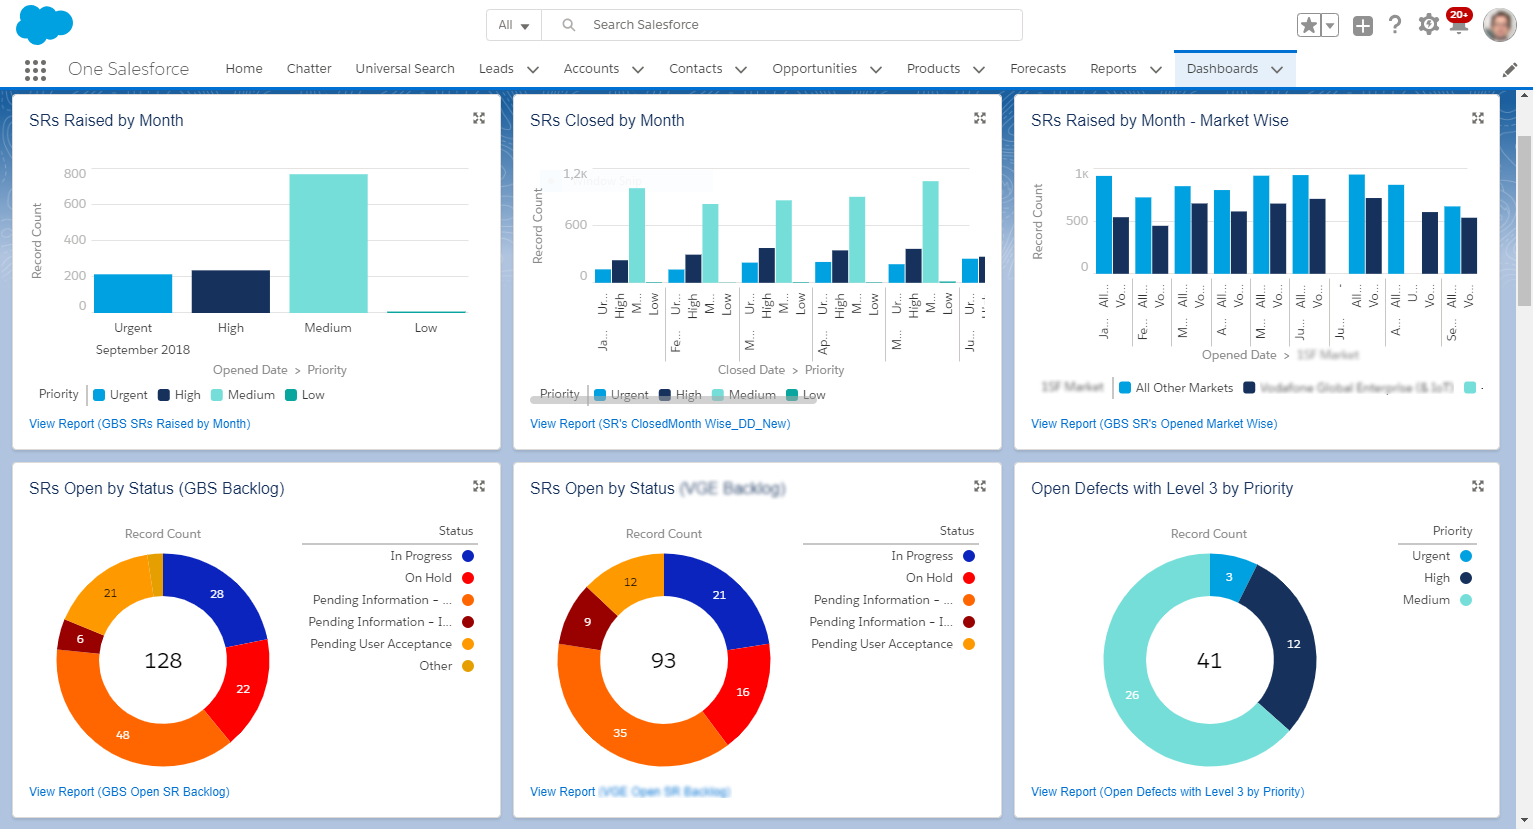 All
Search Salesforce
20+
One Salesforce
Home
Chatter
Universal Search
Leads
Accounts
Contacts
Opportunities
Products
Forecasts
Reports
Dashboards
SRs Raised by Month
Record Count
800
600
400
200
0
Urgent
High
Medium
Low
September 2018
Opened Date > Priority
Priority
Urgent
High
Medium
Low
View Report (GBS SRs Raised by Month)
SRs Closed by Month
Record Count
1,2K
600
0
Ur...
High
M...
Low
Ur...
High
M...
Low
Ur...
High
M...
Low
Ur...
High
M...
Low
Ur...
High
M...
Low
Ur...
Ja...
Fe...
M...
Ap...
M...
Ju...
Closed Date > Priority
Priority
Urgent
High
Medium
Low
View Report (SR's ClosedMonth Wise_DD_New)
SRs Raised by Month - Market Wise
Record Count
1K
500
0
All...
Vo...
All...
Vo...
All...
Vo...
All...
Vo...
All...
Vo...
All...
Vo...
-
All...
Vo...
All...
U...
Vo...
All...
Vo...
Ja...
Fe...
M...
A...
M...
Ju...
Ju...
A...
Se...
Opened Date >
All Other Markets
Vodafone Global Enterprise (& IoT)
-
View Report (GBS SR's Opened Market Wise)
SRs Open by Status (GBS Backlog)
Record Count
Status
In Progress
On Hold
Pending Information – ...
Pending Information – I...
Pending User Acceptance
Other
28
22
48
6
21
128
View Report (GBS Open SR Backlog)
SRs Open by Status (VGE Backlog)
Record Count
Status
In Progress
On Hold
Pending Information – ...
Pending Information – I...
Pending User Acceptance
21
16
35
9
12
93
View Report (VGE Open SR Backlog)
Open Defects with Level 3 by Priority
Record Count
Priority
Urgent
High
Medium
3
12
26
41
View Report (Open Defects with Level 3 by Priority)